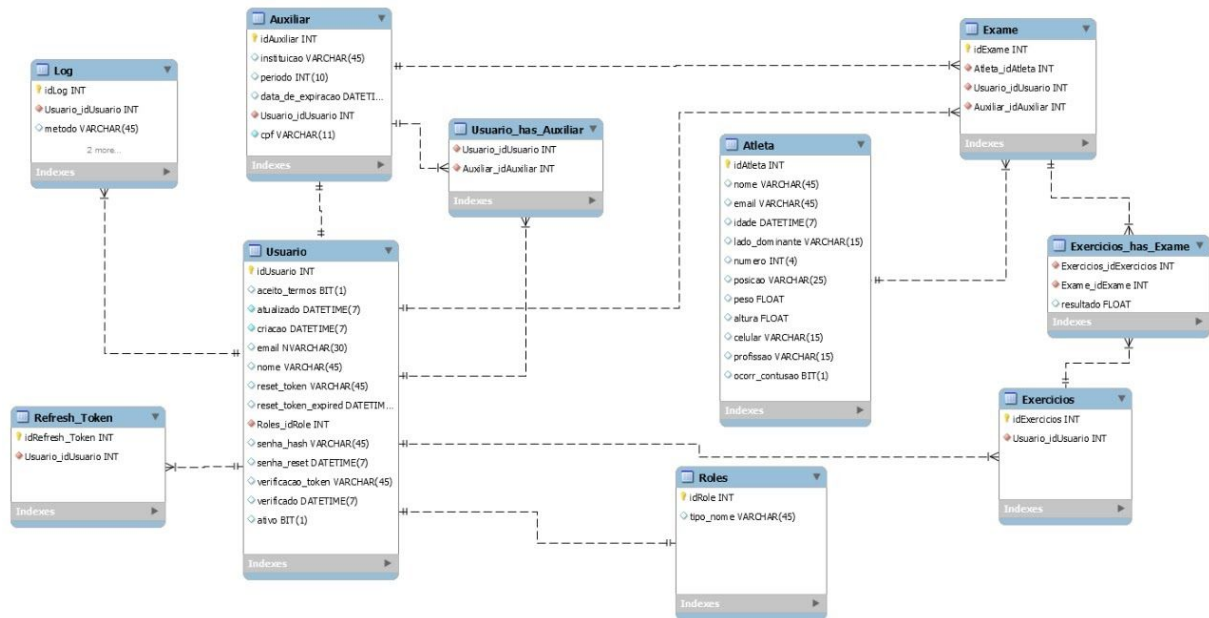 Auxiliar
idAuxiliar INT
instituicao VARCHAR(45)
periodo INT(10)
data_de_expiracao DATETI...
Usuario_idUsuario INT
cpf VARCHAR(11)
Indexes
Exame
idExame INT
Atleta_idAtleta INT
Usuario_idUsuario INT
Auxiliar_idAuxiliar INT
Indexes
Log
idLog INT
Usuario_idUsuario INT
metodo VARCHAR(45)
2 more...
Indexes
Usuario_has_Auxiliar
Usuario_idUsuario INT
Auxiliar_idAuxiliar INT
Indexes
Atleta
idAtleta INT
nome VARCHAR(45)
email VARCHAR(45)
idade DATETIME(7)
lado_dominante VARCHAR(15)
numero INT(4)
posicao VARCHAR(25)
peso FLOAT
altura FLOAT
celular VARCHAR(15)
profissao VARCHAR(15)
ocorr_contusao BIT(1)
Indexes
Exercicios_has_Exame
Exercicios_idExercicios INT
Exame_idExame INT
resultado FLOAT
Indexes
Usuario
idUsuario INT
aceito_termos BIT(1)
atualizado DATETIME(7)
criacao DATETIME(7)
email NVARCHAR(30)
nome VARCHAR(45)
reset_token VARCHAR(45)
reset_token_expired DATETIM...
Roles_idRole INT
senha_hash VARCHAR(45)
senha_reset DATETIME(7)
verificacao_token VARCHAR(45)
verificado DATETIME(7)
ativo BIT(1)
Indexes
Refresh_Token
idRefresh_Token INT
Usuario_idUsuario INT
Indexes
Exercicios
idExercicios INT
Usuario_idUsuario INT
Indexes
Roles
idRole INT
tipo_nome VARCHAR(45)
Indexes